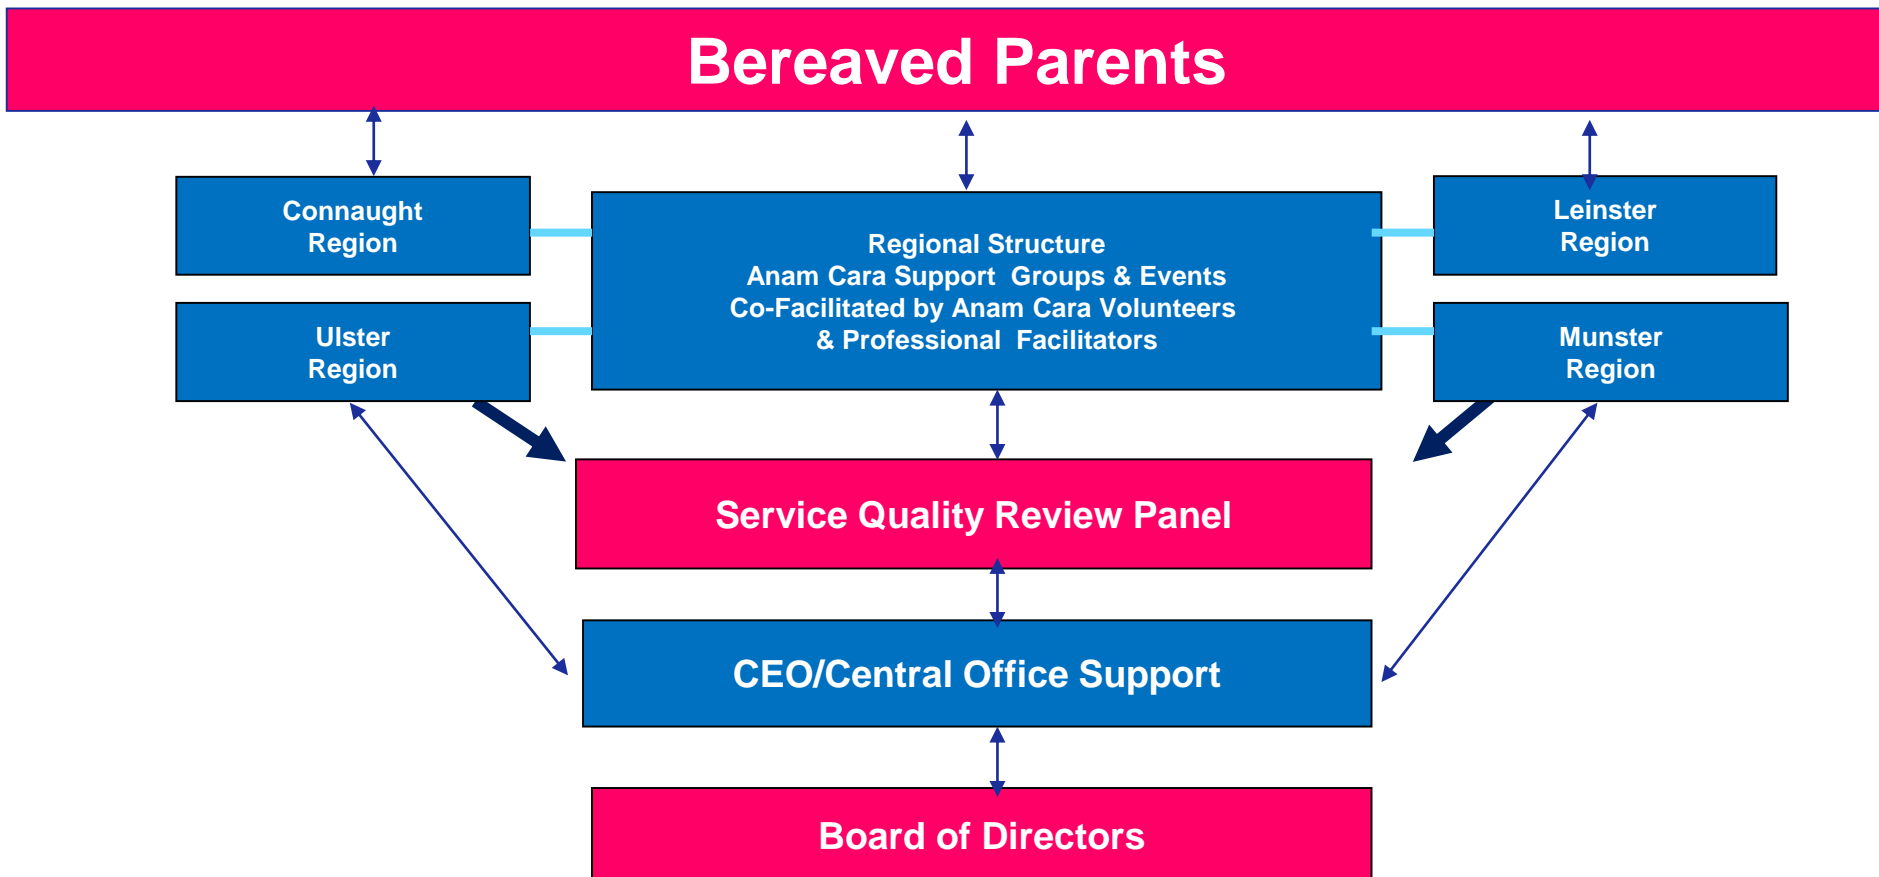 Bereaved Parents
Connaught
Region
Regional Structure
Anam Cara Support  Groups & Events
Co-Facilitated by Anam Cara Volunteers
& Professional  Facilitators
Leinster
Region
Ulster
Region
Munster
Region
Service Quality Review Panel
CEO/Central Office Support
Board of Directors